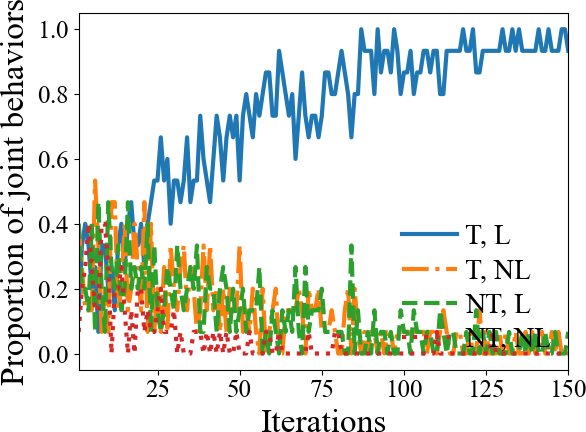 Proportion of joint behaviors
1.0
0.8
0.6
0.4
0.2
0.0
T, L
T, NL
NT, L
NT, NL
25 50 75 100 125 150
Iterations